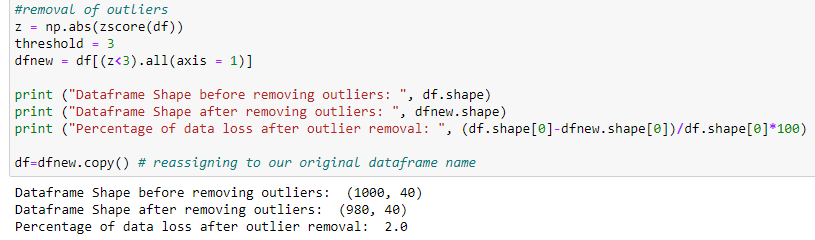 #removal of outliers
z = np.abs(zscore(df))
threshold = 3
dfnew = df[(z<3).all(axis = 1)]
print ("Dataframe Shape before removing outliers: ", df.shape)
print ("Dataframe Shape after removing outliers: ", dfnew.shape)
print ("Percentage of data loss after outlier removal: ", (df.shape[0]-dfnew.shape[0])/df.shape[0]*100)
df=dfnew.copy() # reassigning to our original dataframe name
Dataframe Shape before removing outliers:  (1000, 40)
Dataframe Shape after removing outliers:  (980, 40)
Percentage of data loss after outlier removal:  2.0